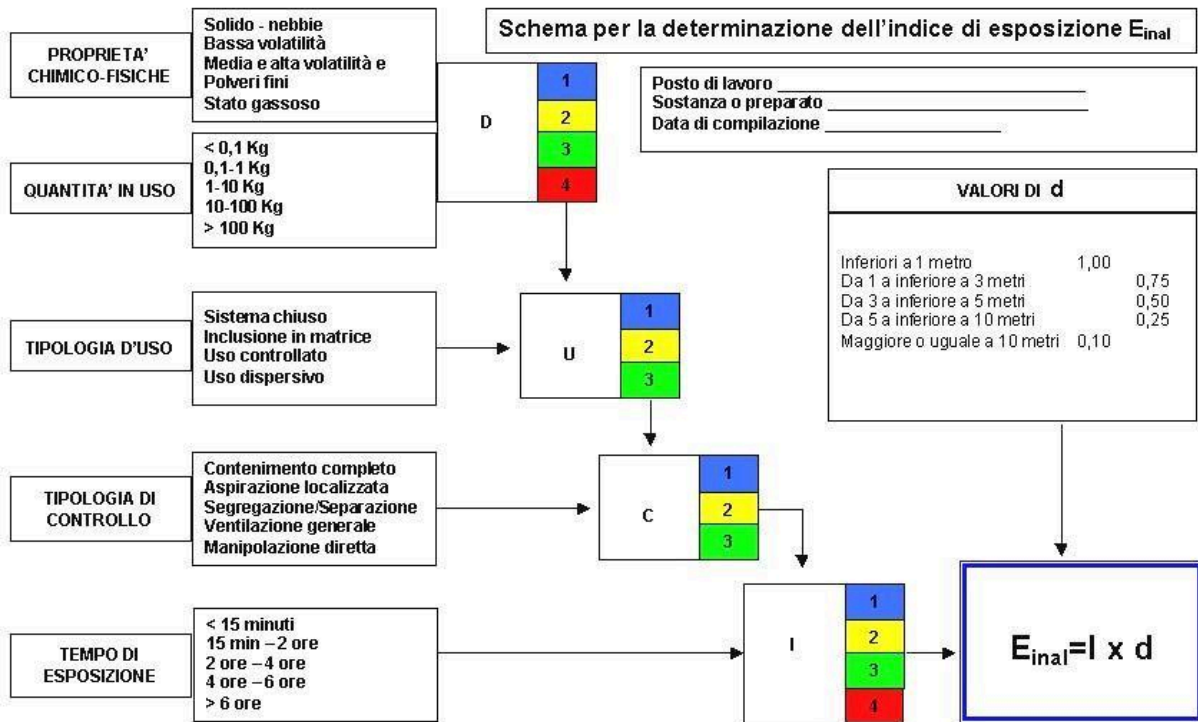 Schema per la determinazione dell'indice di esposizione Einal
Posto di lavoro
Sostanza o preparato
Data di compilazione
PROPRIETA'
CHIMICO-FISICHE
Solido - nebbie
Bassa volatilità
Media e alta volatilità e
Polveri fini
Stato gassoso
D
1
2
3
4
QUANTITA' IN USO
< 0,1 Kg
0,1-1 Kg
1-10 Kg
10-100 Kg
> 100 Kg
VALORI DI d
Inferiori a 1 metro 1,00
Da 1 a inferiore a 3 metri 0,75
Da 3 a inferiore a 5 metri 0,50
Da 5 a inferiore a 10 metri 0,25
Maggiore o uguale a 10 metri 0,10
TIPOLOGIA D'USO
Sistema chiuso
Inclusione in matrice
Uso controllato
Uso dispersivo
U
1
2
3
TIPOLOGIA DI
CONTROLLO
Contenimento completo
Aspirazione localizzata
Segregazione/Separazione
Ventilazione generale
Manipolazione diretta
C
1
2
3
TEMPO DI
ESPOSIZIONE
< 15 minuti
15 min – 2 ore
2 ore – 4 ore
4 ore – 6 ore
> 6 ore
I
1
2
3
4
Einal=I x d